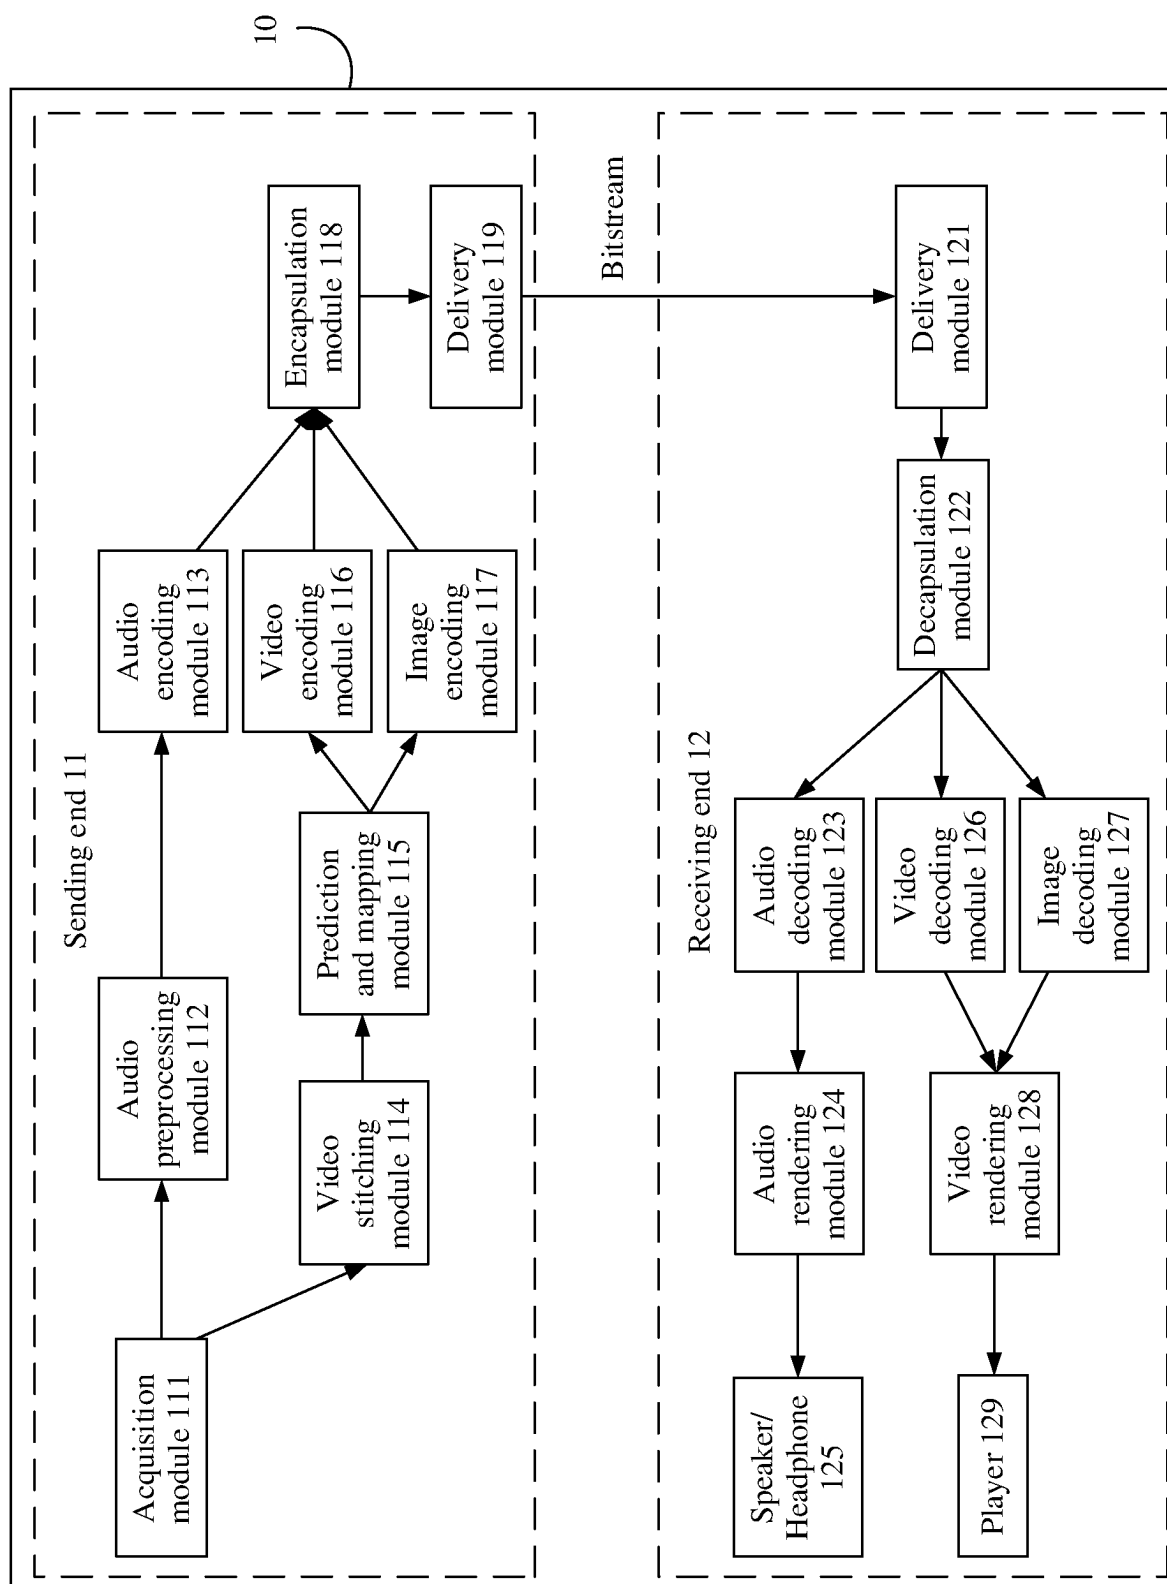 10
Sending end 11
Acquisition
module 111
Audio
preprocessing
module 112
Audio
encoding
module 113
Video
stitching
module 114
Prediction
and mapping
module 115
Video
encoding
module 116
Image
encoding
module 117
Encapsulation
module 118
Delivery
module 119
Bitstream
Receiving end 12
Delivery
module 121
Decapsulation
module 122
Audio
decoding
module 123
Video
decoding
module 126
Image
decoding
module 127
Audio
rendering
module 124
Video
rendering
module 128
Speaker/
Headphone
125
Player 129